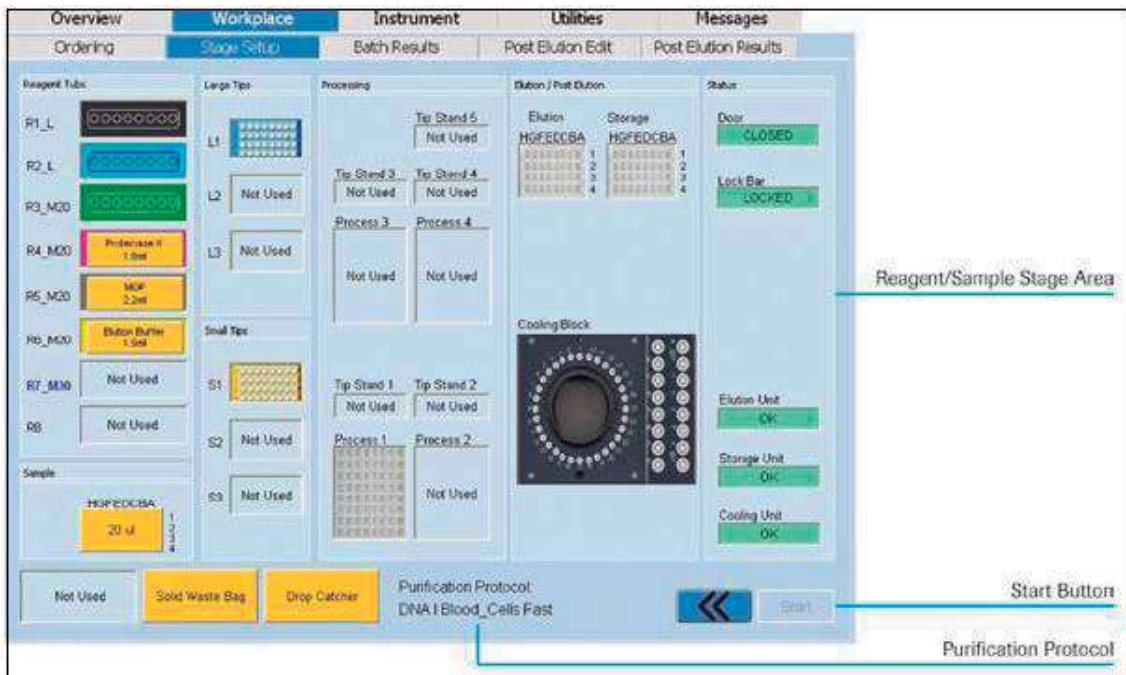 Overview Workplace Instrument Utilities Messages
Ordering Stage Setup Batch Results Post Elution Edit Post Elution Results
Reagent Tubs
R1_L
R2_L
R3_M20
R4_M20
Proteinase K
R5_M20
MGP
2.2ml
R6_M20
Elution Buffer
R7_M30
Not Used
R8
Not Used
Sample
HGFEDCBA
20 ul
1
2
3
4
Large Tips
L1
L2
Not Used
L3
Not Used
Small Tips
S1
S2
Not Used
S3
Not Used
Processing
Tip Stand 5
Not Used
Tip Stand 3 Tip Stand 4
Not Used Not Used
Process 3 Process 4
Not Used Not Used
Tip Stand 1 Tip Stand 2
Not Used Not Used
Process 1 Process 2
Not Used
Elution / Post Elution
Elution Storage
HGFEDCBA HGFEDCBA
1 1
2 2
3 3
4 4
Cooling Block
Status
Door
CLOSED
Lock Bar
LOCKED
Elution Unit
OK
Storage Unit
OK
Cooling Unit
OK
Not Used
Solid Waste Bag
Drop Catcher
Purification Protocol:
DNA I Blood_Cells Fast
Start
Reagent/Sample Stage Area
Start Button
Purification Protocol